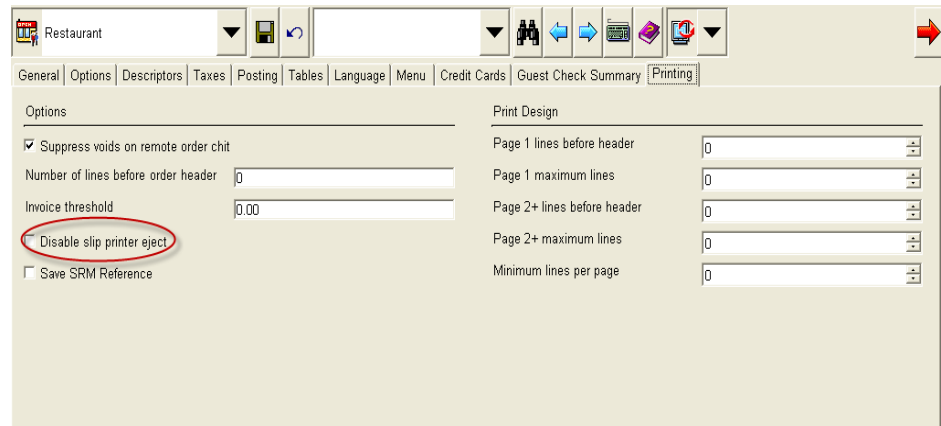 OPEN
Restaurant
General Options Descriptors Taxes Posting Tables Language Menu Credit Cards Guest Check Summary Printing
Options
Suppress voids on remote order chit
Number of lines before order header 0
Invoice threshold 0.00
Disable slip printer eject
Save SRM Reference
Print Design
Page 1 lines before header 0
Page 1 maximum lines 0
Page 2+ lines before header 0
Page 2+ maximum lines 0
Minimum lines per page 0